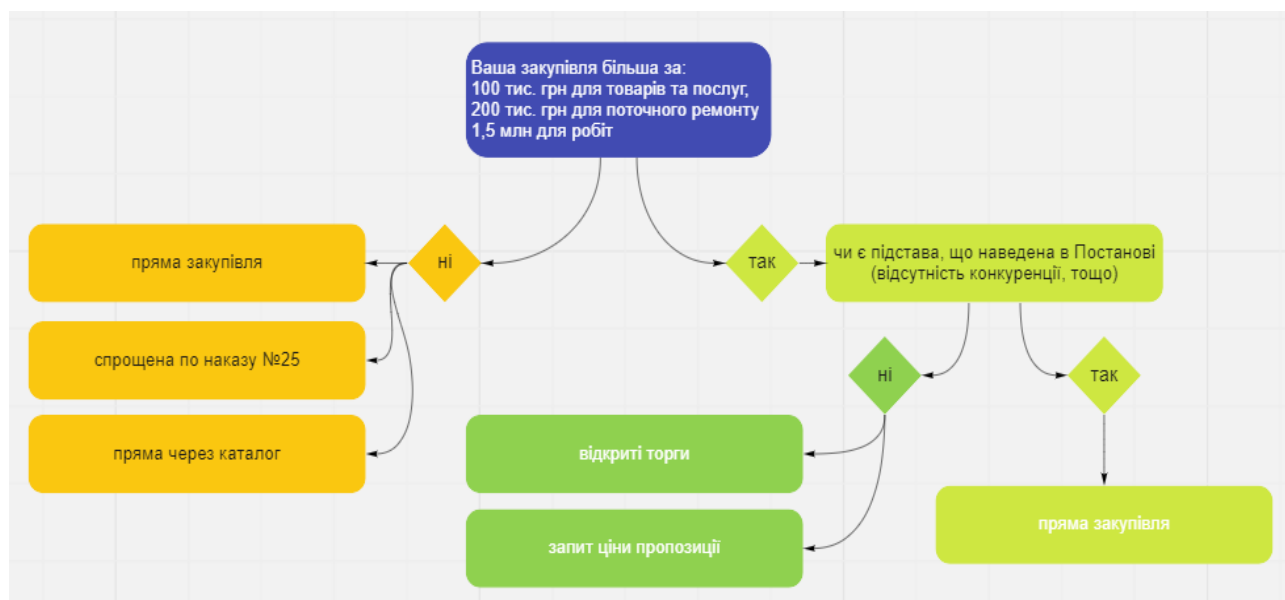 Ваша закупівля більша за:
100 тис. грн для товарів та послуг,
200 тис. грн для поточного ремонту
1,5 млн для робіт
пряма закупівля
ні
так
чи є підстава, що наведена в Постанові
(відсутність конкуренції, тощо)
спрощена по наказу №25
ні
так
пряма через каталог
відкриті торги
пряма закупівля
запит ціни пропозиції